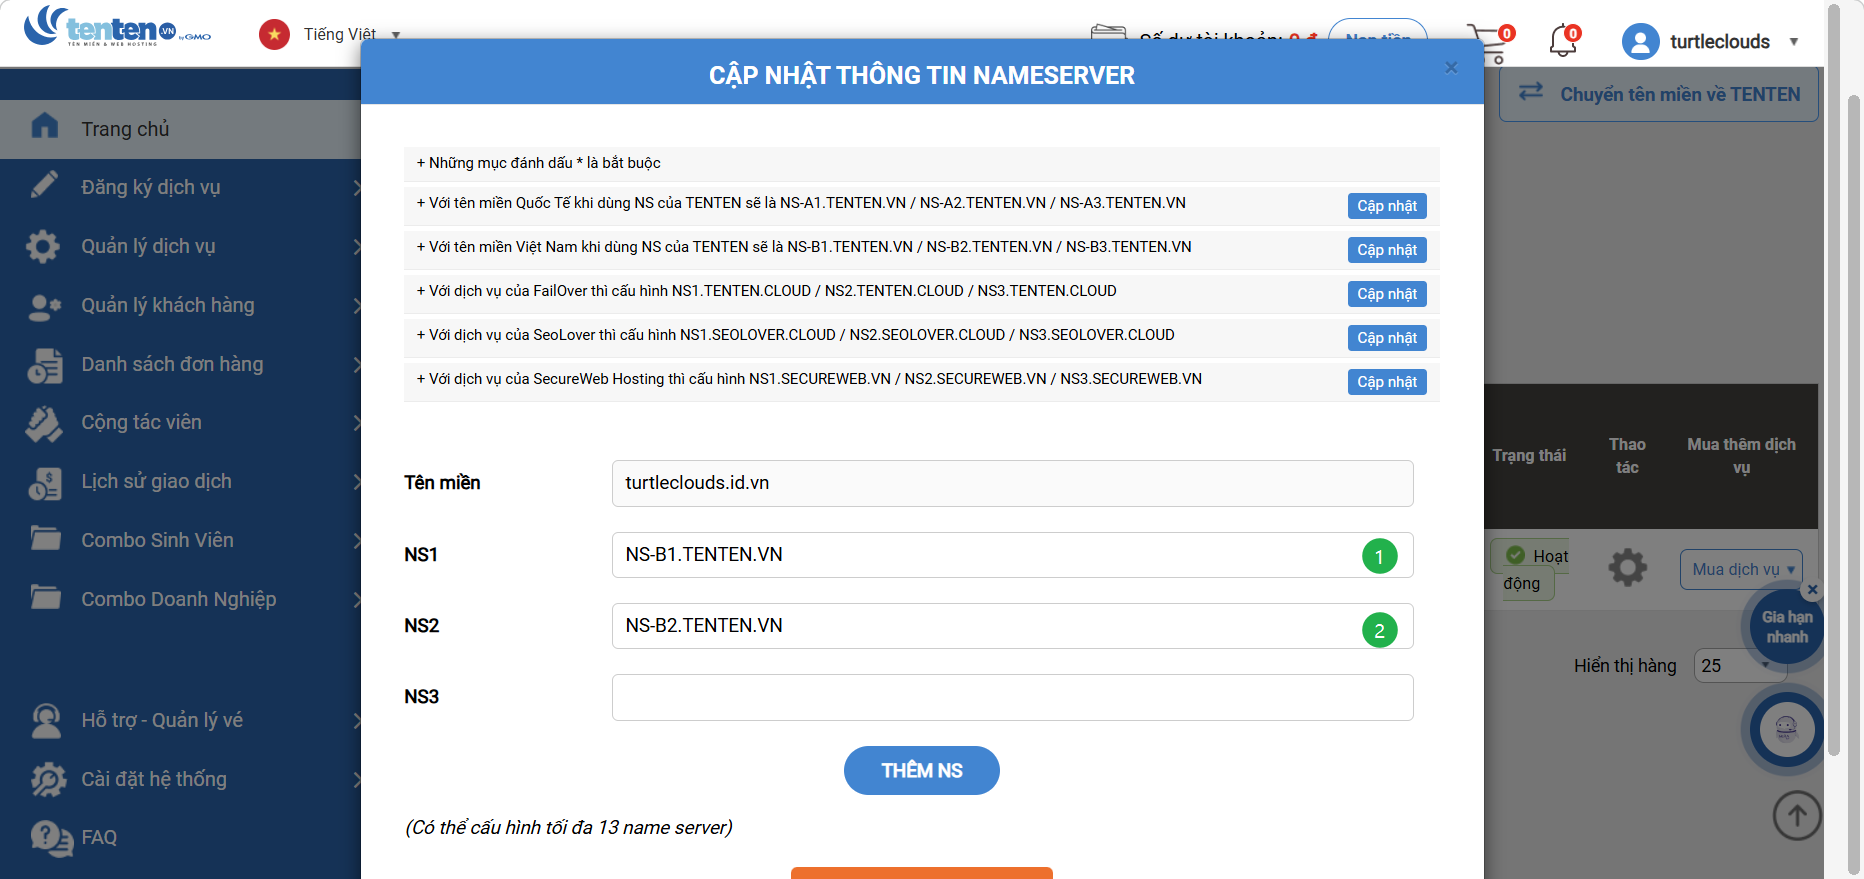 tenten.VN
TÊN MIỀN & WEB HOSTING
by GMO
Tiếng Việt
Số dư tài khoản: 0 đ
Nạp tiền
0
0
turtleclouds
CẬP NHẬT THÔNG TIN NAMESERVER
×
Chuyển tên miền về TENTEN
Trang chủ
Đăng ký dịch vụ
Quản lý dịch vụ
Quản lý khách hàng
Danh sách đơn hàng
Cộng tác viên
Lịch sử giao dịch
Combo Sinh Viên
Combo Doanh Nghiệp
Hỗ trợ - Quản lý vé
Cài đặt hệ thống
FAQ
+ Những mục đánh dấu * là bắt buộc
+ Với tên miền Quốc Tế khi dùng NS của TENTEN sẽ là NS-A1.TENTEN.VN / NS-A2.TENTEN.VN / NS-A3.TENTEN.VN
Cập nhật
+ Với tên miền Việt Nam khi dùng NS của TENTEN sẽ là NS-B1.TENTEN.VN / NS-B2.TENTEN.VN / NS-B3.TENTEN.VN
Cập nhật
+ Với dịch vụ của FailOver thì cấu hình NS1.TENTEN.CLOUD / NS2.TENTEN.CLOUD / NS3.TENTEN.CLOUD
Cập nhật
+ Với dịch vụ của SeoLover thì cấu hình NS1.SEOLOVER.CLOUD / NS2.SEOLOVER.CLOUD / NS3.SEOLOVER.CLOUD
Cập nhật
+ Với dịch vụ của SecureWeb Hosting thì cấu hình NS1.SECUREWEB.VN / NS2.SECUREWEB.VN / NS3.SECUREWEB.VN
Cập nhật
Tên miền
turtleclouds.id.vn
NS1
NS-B1.TENTEN.VN
1
NS2
NS-B2.TENTEN.VN
2
NS3
THÊM NS
(Có thể cấu hình tối đa 13 name server)
Trạng thái
Thao
tác
Mua thêm dịch
vụ
Hoạt
động
Mua dịch vụ
Gia hạn
nhanh
Hiển thị hàng
25